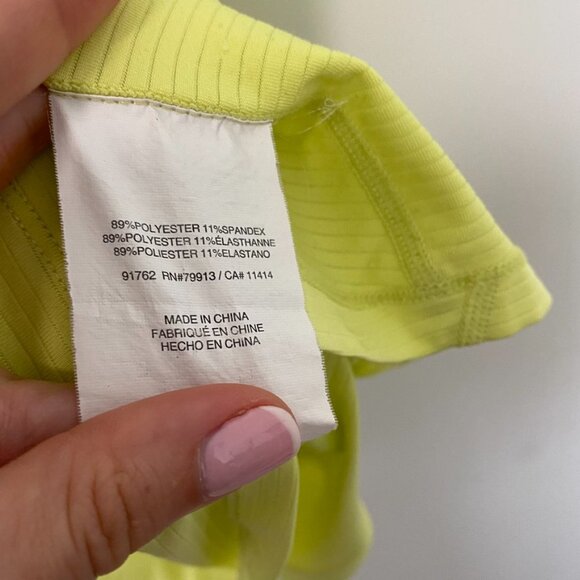 89%POLYESTER 11%SPANDEX
89%POLYESTER 11%ÉLASTHANNE
89%POLIESTER 11%ELASTANO
91762 RN#79913 / CA# 11414
MADE IN CHINA
FABRIQUÉ EN CHINE
HECHO EN CHINA